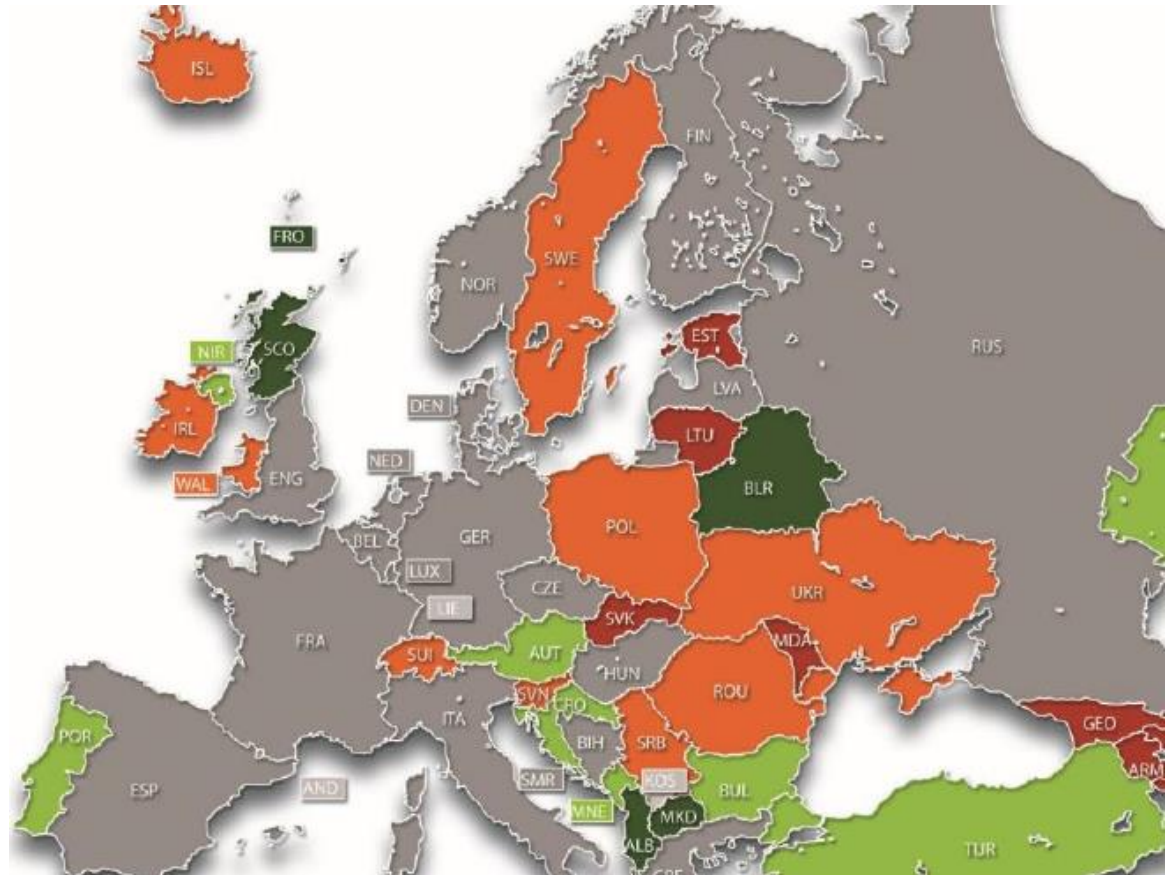 ISL
FIN
FRO
SWE
NOR
EST
RUS
SCO
NIR
LVA
DEN
IRL
LTU
NED
WAL
ENG
BLR
POL
GER
BEL
LUX
CZE
UKR
LIE
SVK
FRA
MDA
SUI
AUT
HUN
SVN
ROU
CRO
ITA
GEO
POR
BIH
SRB
ARM
SMR
KOS
AND
ESP
BUL
MNE
MKD
ALB
TUR